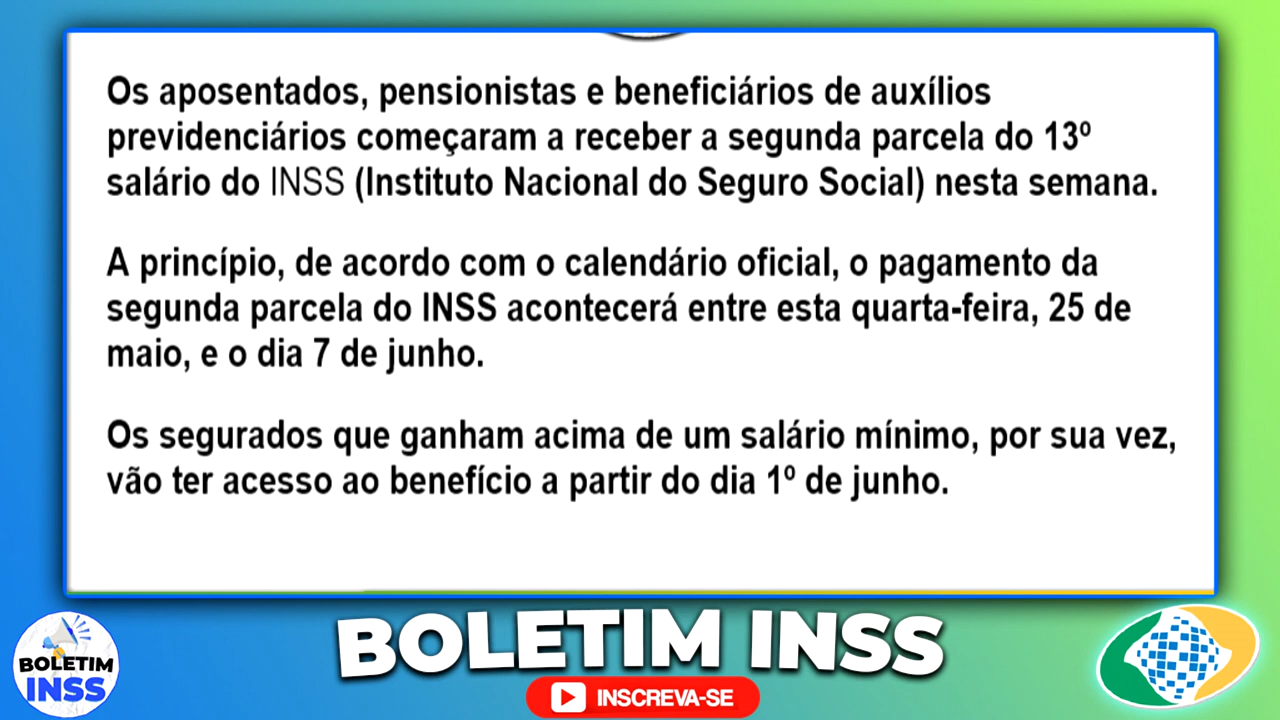 Os aposentados, pensionistas e beneficiários de auxílios
previdenciários começaram a receber a segunda parcela do 13º
salário do INSS (Instituto Nacional do Seguro Social) nesta semana.
A princípio, de acordo com o calendário oficial, o pagamento da
segunda parcela do INSS acontecerá entre esta quarta-feira, 25 de
maio, e o dia 7 de junho.
Os segurados que ganham acima de um salário mínimo, por sua vez,
vão ter acesso ao benefício a partir do dia 1º de junho.
BOLETIM
INSS
BOLETIM INSS
INSCREVA-SE